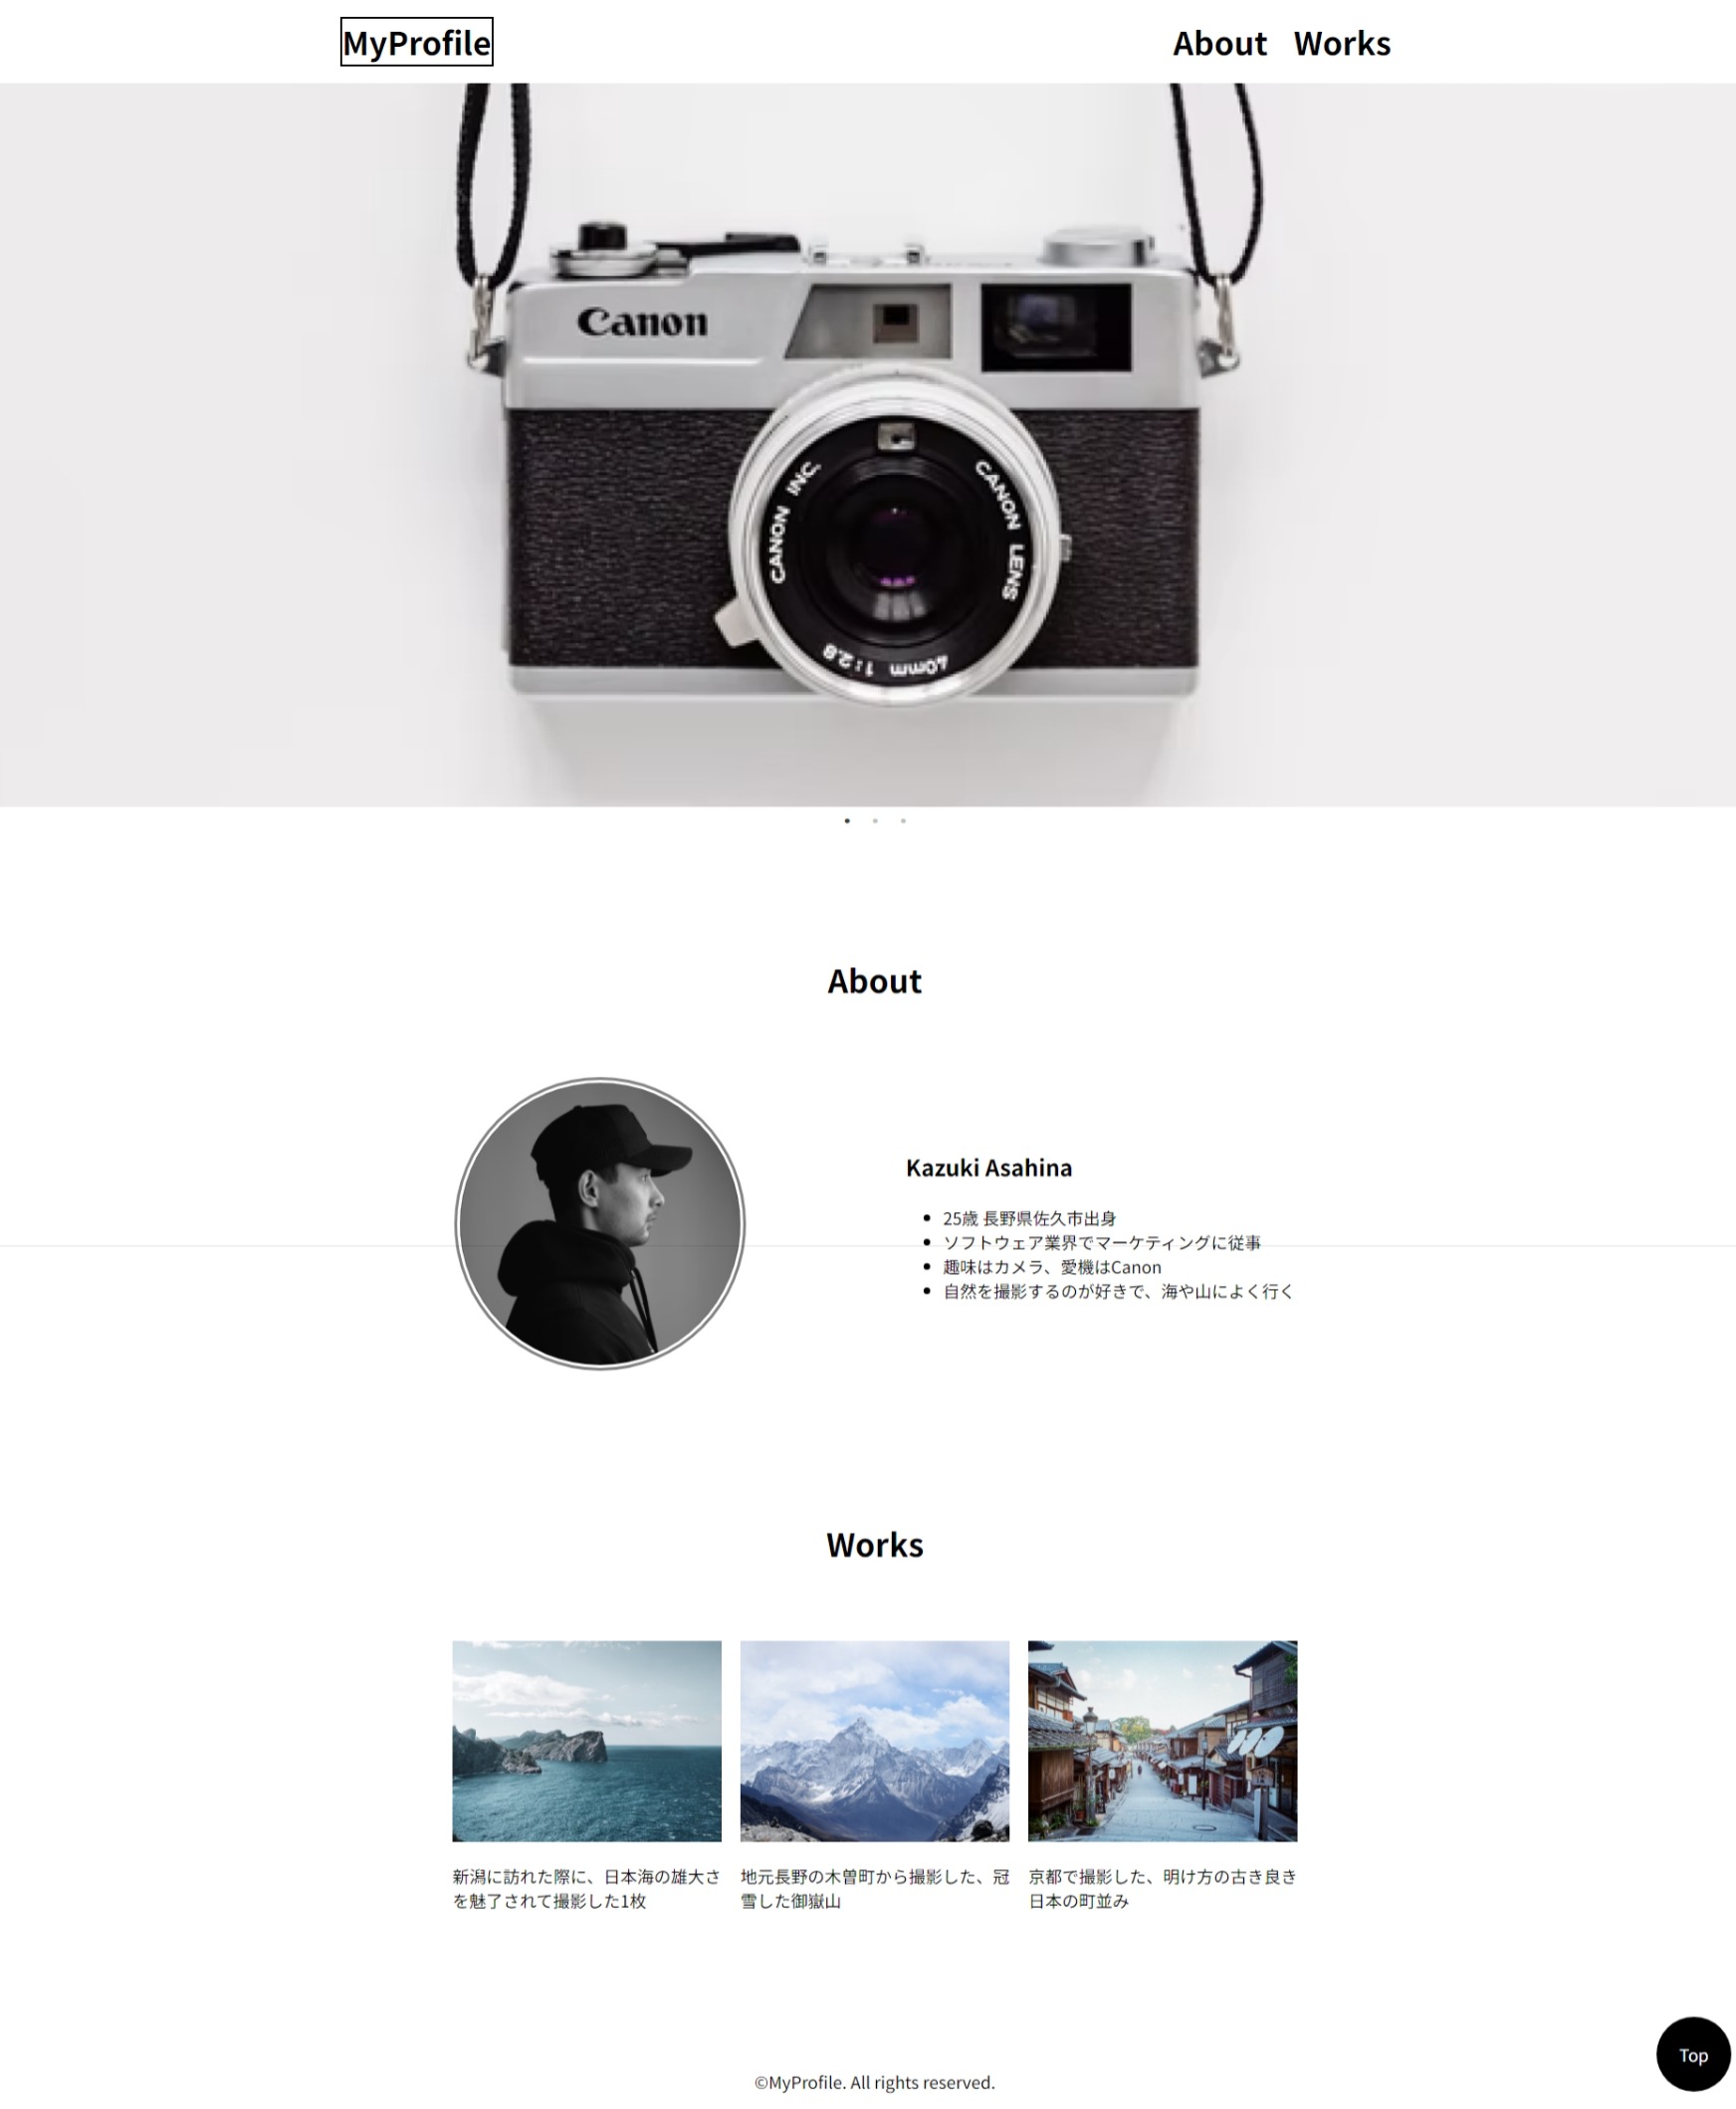 MyProfile
About Works
Canon
CANON INC.
CANON LENS
40mm 1:2.8
About
Kazuki Asahina
25歳 長野県佐久市出身
ソフトウェア業界でマーケティングに従事
趣味はカメラ、愛機はCanon
自然を撮影するのが好きで、海や山によく行く
Works
新潟に訪れた際に、日本海の雄大さ
を魅了されて撮影した1枚
地元長野の木曽町から撮影した、冠
雪した御嶽山
京都で撮影した、明け方の古き良き
日本の町並み
Top
©MyProfile. All rights reserved.